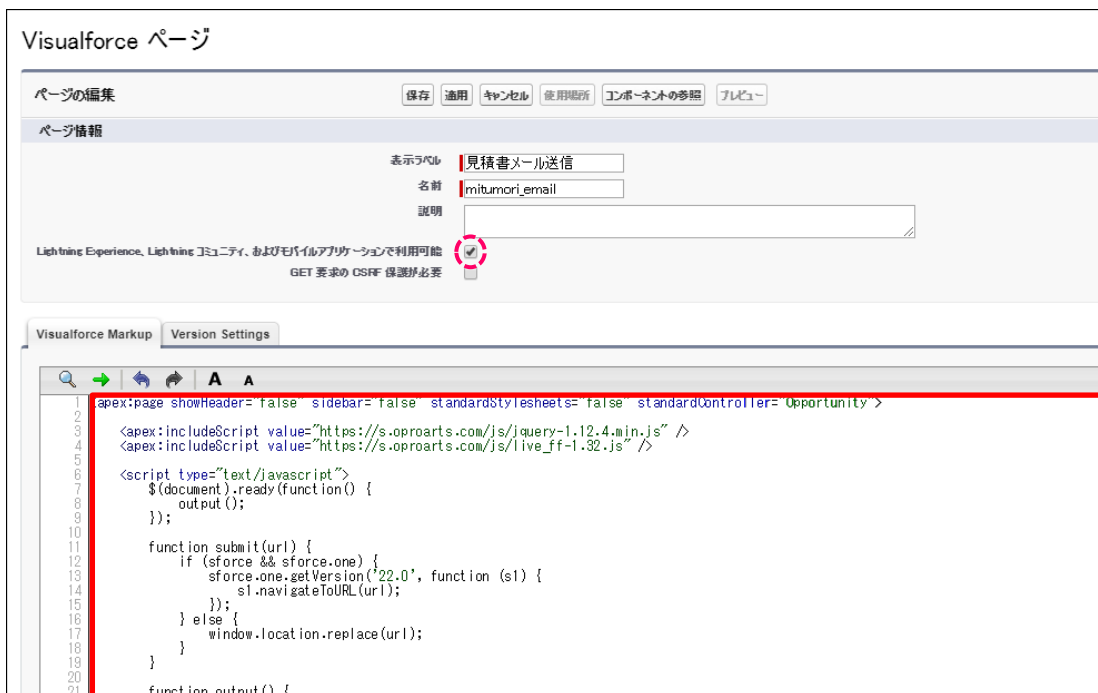 Visualforce ページ
ページの編集 保存 適用 キャンセル 使用場所 コンポーネントの参照 プレビュー
ページ情報
表示ラベル 見積書メール送信
名前 mitumori_email
説明
Lightning Experience、Lightning コミュニティ、およびモバイルアプリケーションで利用可能
GET 要求の CSRF 保護が必要
Visualforce Markup Version Settings
A A
1 apex:page showHeader="false" sidebar="false" standardStylesheets="false" standardController="Opportunity">
2
3 <apex:includeScript value="https://s.oproarts.com/js/jquery-1.12.4.min.js" />
4 <apex:includeScript value="https://s.oproarts.com/js/live_ff-1.32.js" />
5
6 <script type="text/javascript">
7 $(document).ready(function() {
8 output();
9 });
10
11 function submit(url) {
12 if (sforce && sforce.one) {
13 sforce.one.getVersion('22.0', function (s1) {
14 s1.navigateToURL(url);
15 });
16 } else {
17 window.location.replace(url);
18 }
19 }
20
21 function output() {